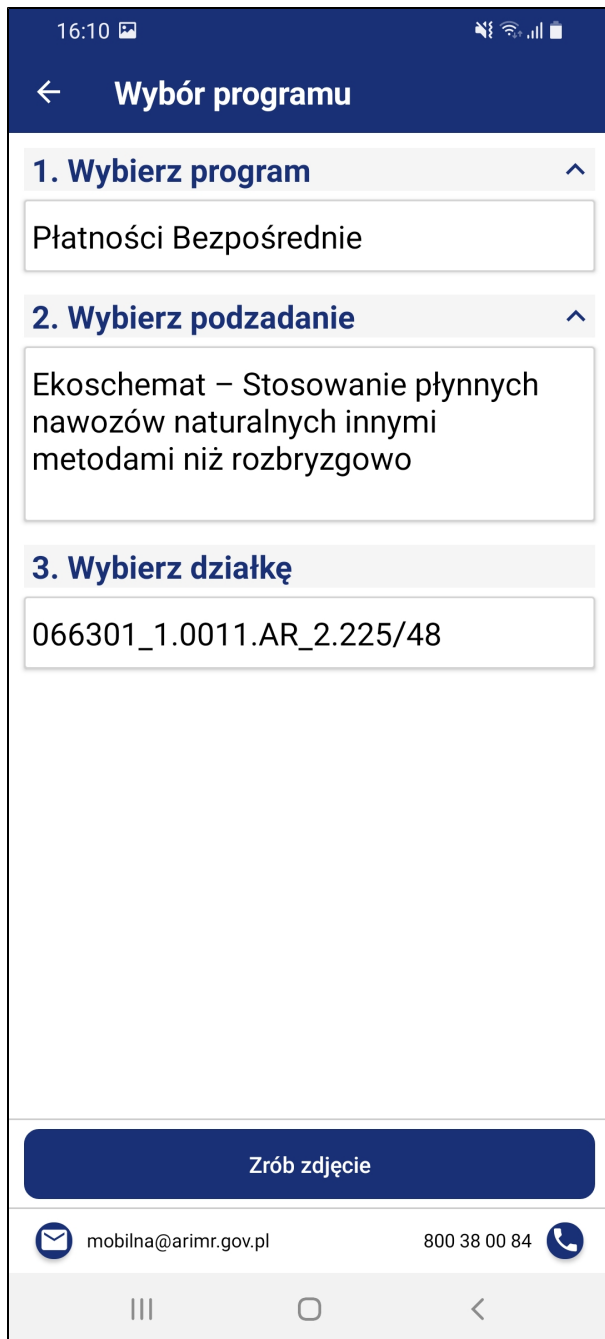 16:10
Wybór programu
1. Wybierz program
Płatności Bezpośrednie
2. Wybierz podzadanie
Ekoschemat – Stosowanie płynnych
nawozów naturalnych innymi
metodami niż rozbryzgowo
3. Wybierz działkę
066301_1.0011.AR_2.225/48
Zrób zdjęcie
mobilna@arimr.gov.pl
800 38 00 84